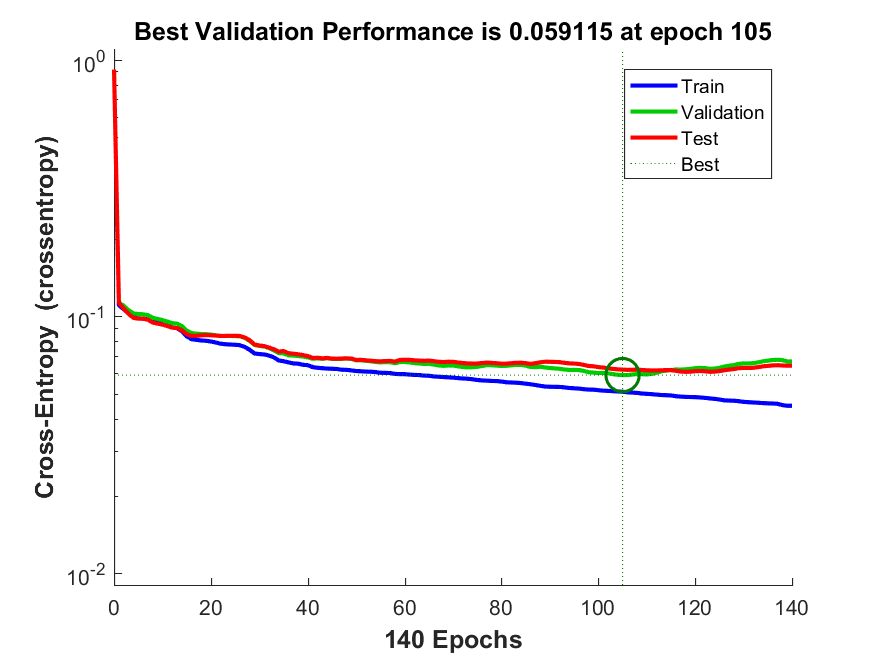 Best Validation Performance is 0.059115 at epoch 105
Cross-Entropy (crossentropy)
10^0
10^-1
10^-2
Train
Validation
Test
Best
0 20 40 60 80 100 120 140
140 Epochs